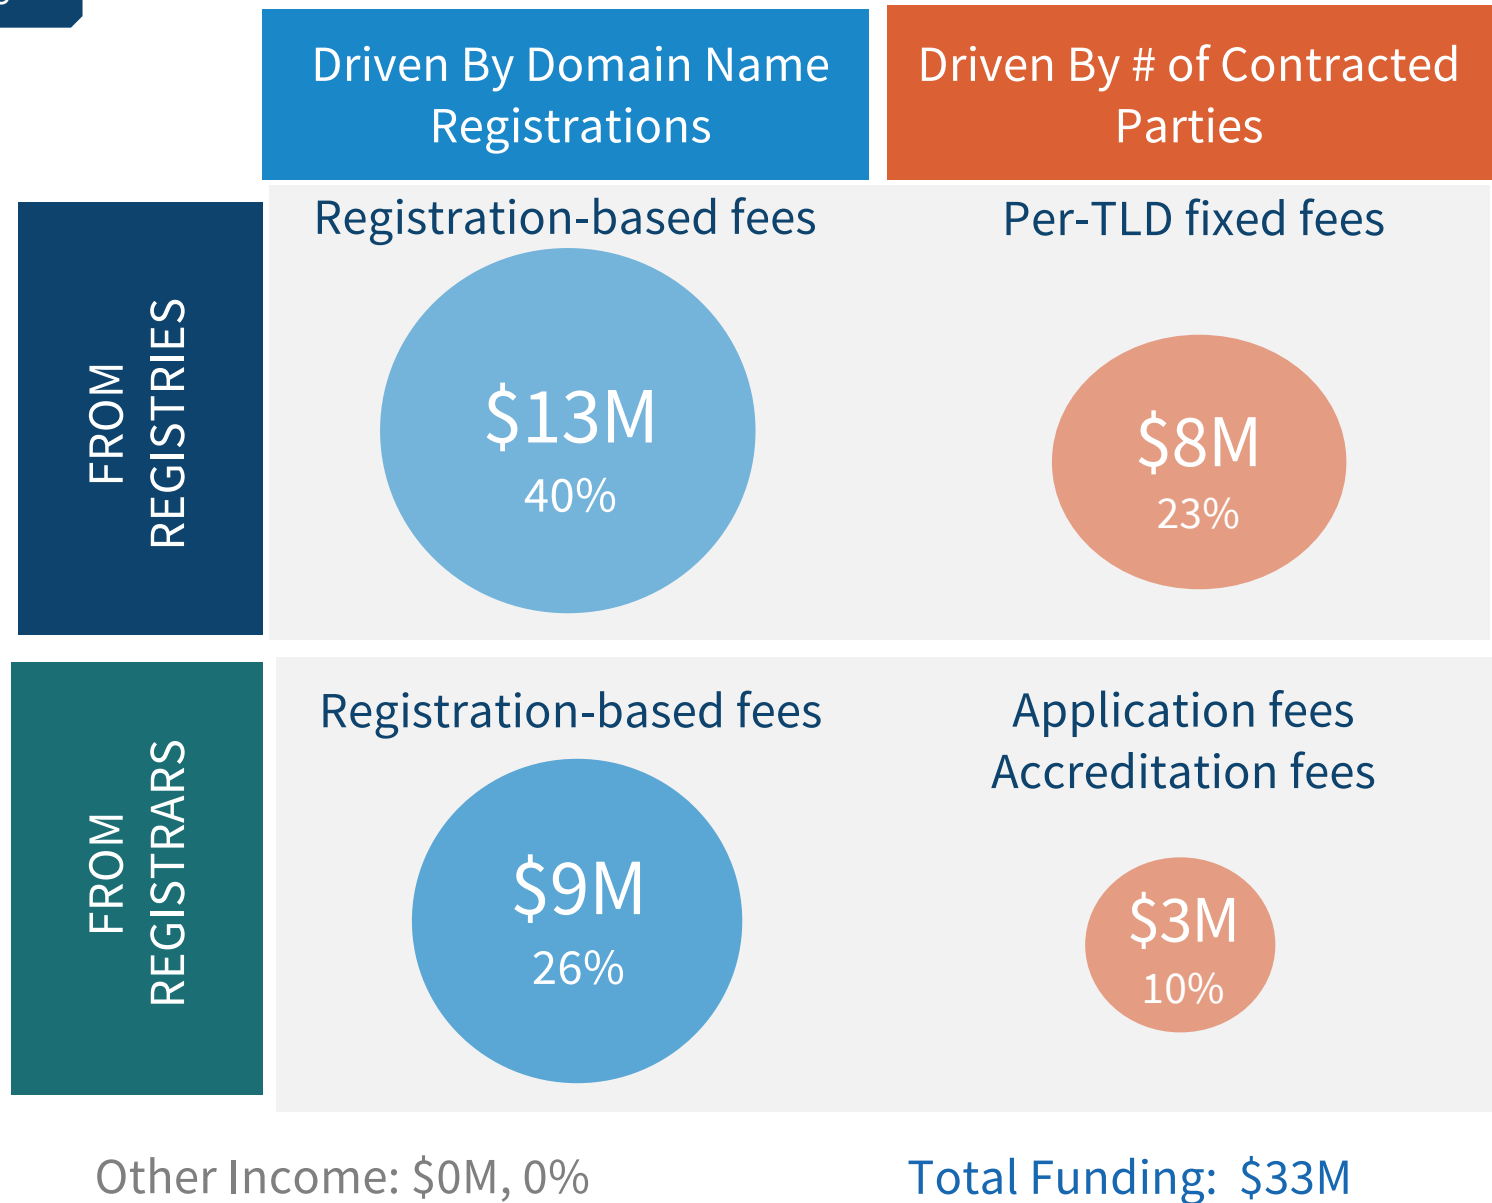 Driven By Domain Name
Registrations
Driven By # of Contracted
Parties
FROM
REGISTRIES
Registration-based fees
$13M
40%
Per-TLD fixed fees
$8M
23%
FROM
REGISTRARS
Registration-based fees
$9M
26%
Application fees
Accreditation fees
$3M
10%
Other Income: $0M, 0%
Total Funding: $33M